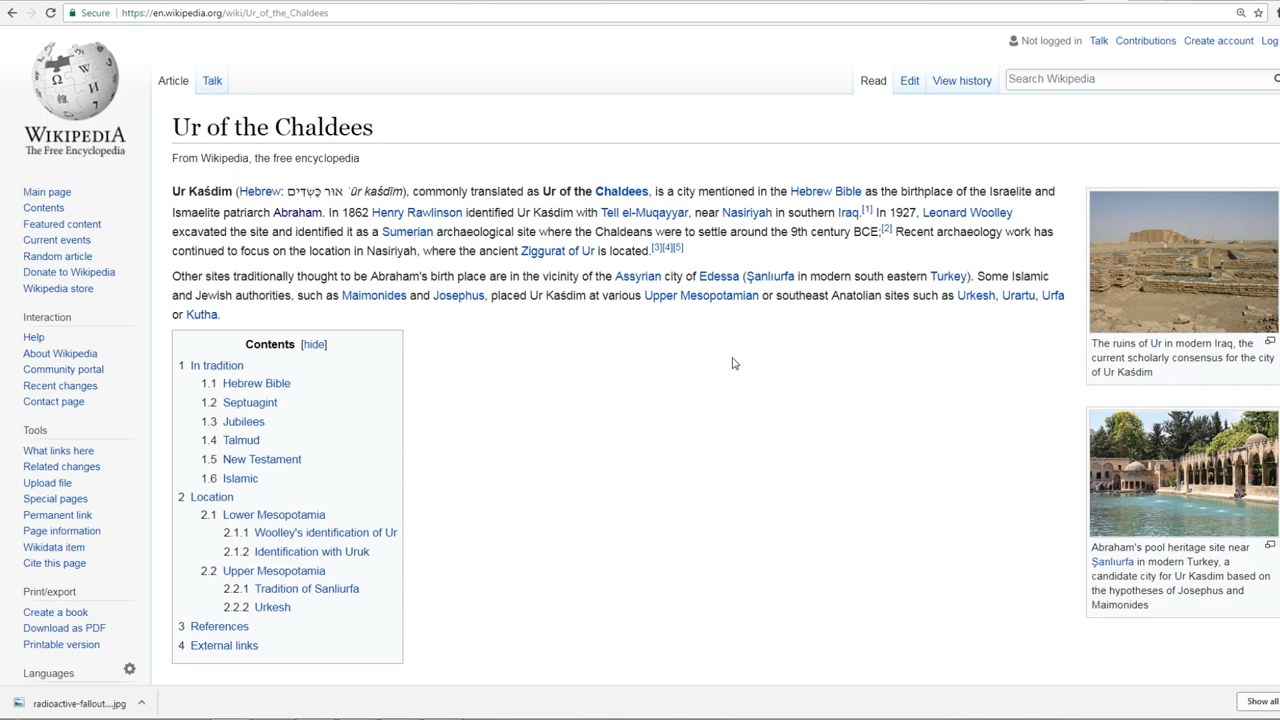 Secure https://en.wikipedia.org/wiki/Ur_of_the_Chaldees
Not logged in Talk Contributions Create account Log
Article Talk Read Edit View history Search Wikipedia
WIKIPEDIA
The Free Encyclopedia
Main page
Contents
Featured content
Current events
Random article
Donate to Wikipedia
Wikipedia store
Interaction
Help
About Wikipedia
Community portal
Recent changes
Contact page
Tools
What links here
Related changes
Upload file
Special pages
Permanent link
Page information
Wikidata item
Cite this page
Print/export
Create a book
Download as PDF
Printable version
Languages
Ur of the Chaldees
From Wikipedia, the free encyclopedia
Ur Kaśdim (Hebrew: אוּר כַּשְׂדִּים ʾūr kaśdīm), commonly translated as Ur of the Chaldees, is a city mentioned in the Hebrew Bible as the birthplace of the Israelite and
Ismaelite patriarch Abraham. In 1862 Henry Rawlinson identified Ur Kaśdim with Tell el-Muqayyar, near Nasiriyah in southern Iraq.[1] In 1927, Leonard Woolley
excavated the site and identified it as a Sumerian archaeological site where the Chaldeans were to settle around the 9th century BCE;[2] Recent archaeology work has
continued to focus on the location in Nasiriyah, where the ancient Ziggurat of Ur is located.[3][4][5]
Other sites traditionally thought to be Abraham's birth place are in the vicinity of the Assyrian city of Edessa (Şanlıurfa in modern south eastern Turkey). Some Islamic
and Jewish authorities, such as Maimonides and Josephus, placed Ur Kaśdim at various Upper Mesopotamian or southeast Anatolian sites such as Urkesh, Urartu, Urfa
or Kutha.
Contents [hide]
1 In tradition
1.1 Hebrew Bible
1.2 Septuagint
1.3 Jubilees
1.4 Talmud
1.5 New Testament
1.6 Islamic
2 Location
2.1 Lower Mesopotamia
2.1.1 Woolley's identification of Ur
2.1.2 Identification with Uruk
2.2 Upper Mesopotamia
2.2.1 Tradition of Sanliurfa
2.2.2 Urkesh
3 References
4 External links
The ruins of Ur in modern Iraq, the
current scholarly consensus for the city
of Ur Kaśdim
Abraham's pool heritage site near
Şanlıurfa in modern Turkey, a
candidate city for Ur Kasdim based on
the hypotheses of Josephus and
Maimonides
radioactive-fallout....jpg
Show all